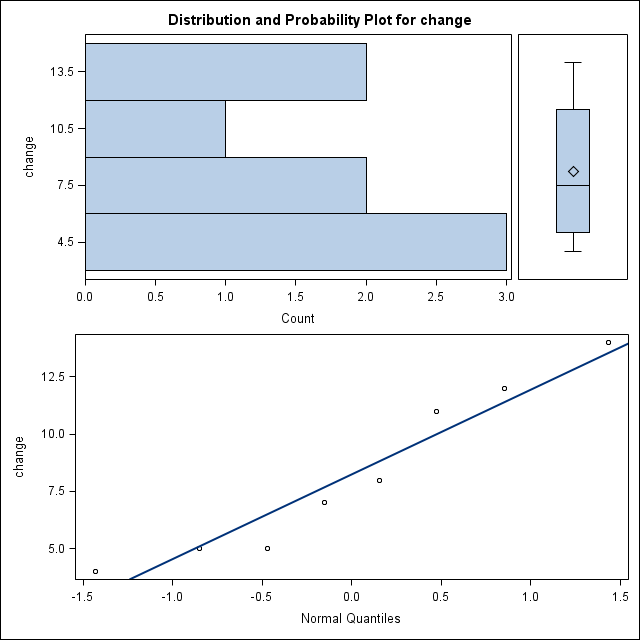 Distribution and Probability Plot for change
13.5
10.5
7.5
4.5
change
0.0 0.5 1.0 1.5 2.0 2.5 3.0
Count
12.5
10.0
7.5
5.0
change
-1.5 -1.0 -0.5 0.0 0.5 1.0 1.5
Normal Quantiles